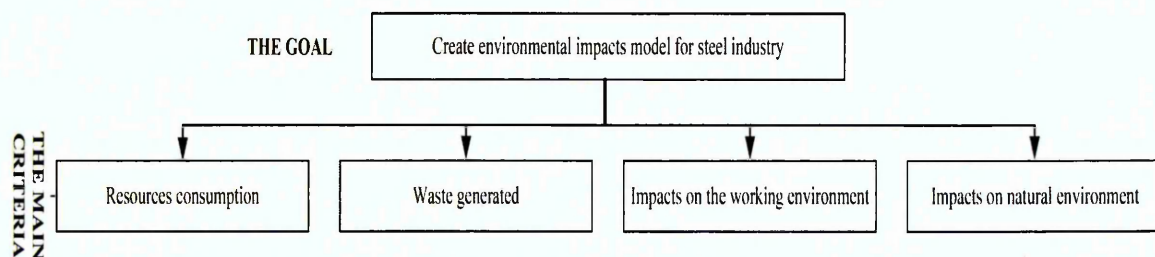 THE GOAL
Create environmental impacts model for steel industry
THE MAIN
CRITERIA
Resources consumption
Waste generated
Impacts on the working environment
Impacts on natural environment